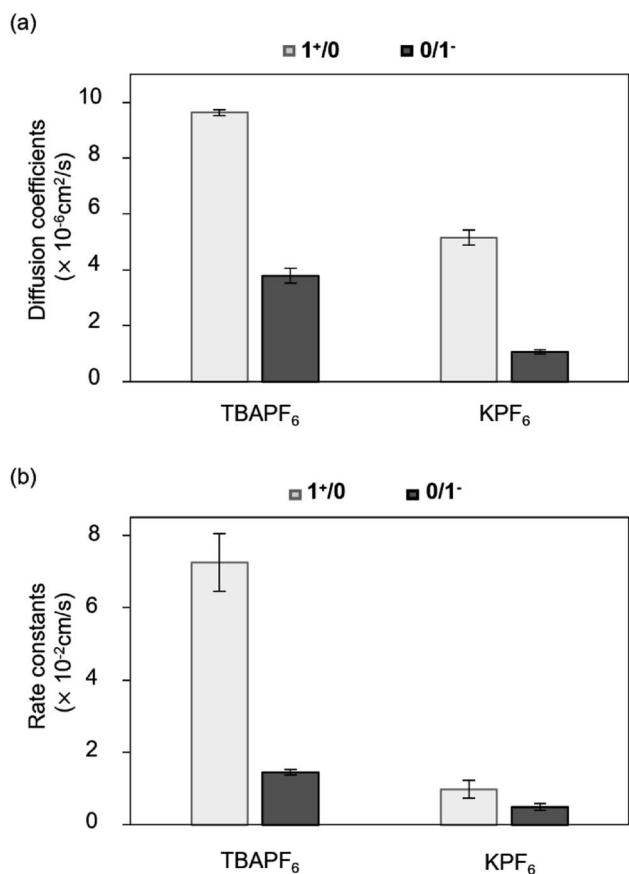 (a)
1⁺/0 0/1⁻
Diffusion coefficients
(× 10⁻⁶cm²/s)
10
8
6
4
2
0
TBAPF₆ KPF₆
(b)
1⁺/0 0/1⁻
Rate constants
(× 10⁻²cm/s)
8
6
4
2
0
TBAPF₆ KPF₆